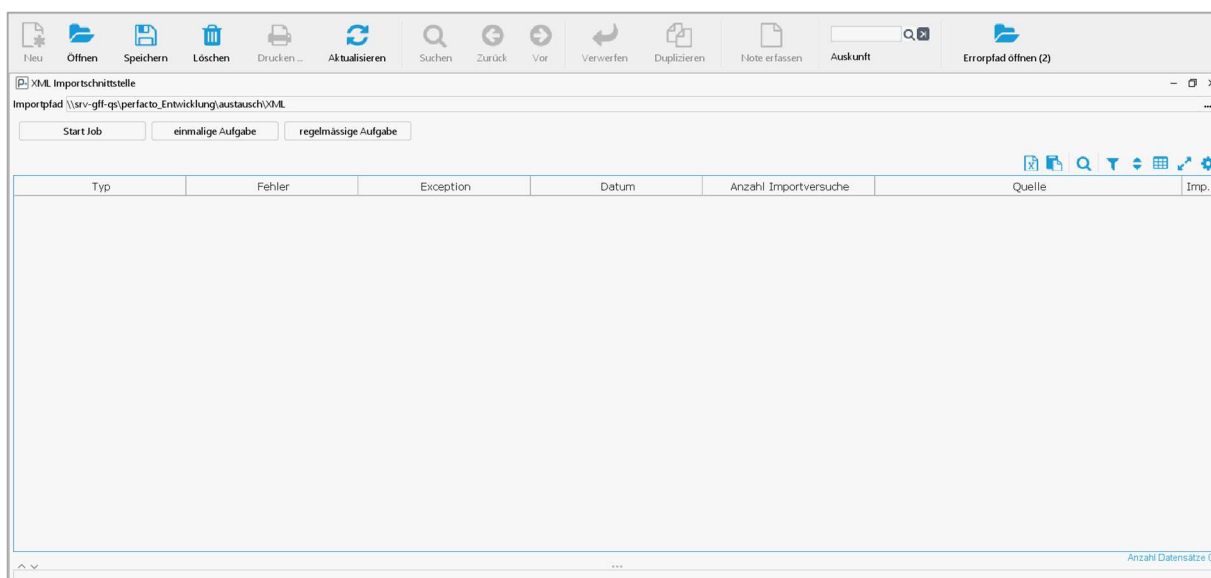 Neu Öffnen Speichern Löschen Drucken ... Aktualisieren Suchen Zurück Vor Verwerfen Duplizieren Note erfassen Auskunft Errorpfad öffnen (2)
XML Importschnittstelle
Importpfad \\srv-gff-qs\perfacto_Entwicklung\austausch\XML
Start Job einmalige Aufgabe regelmässige Aufgabe
Typ Fehler Exception Datum Anzahl Importversuche Quelle Imp.
Anzahl Datensätze